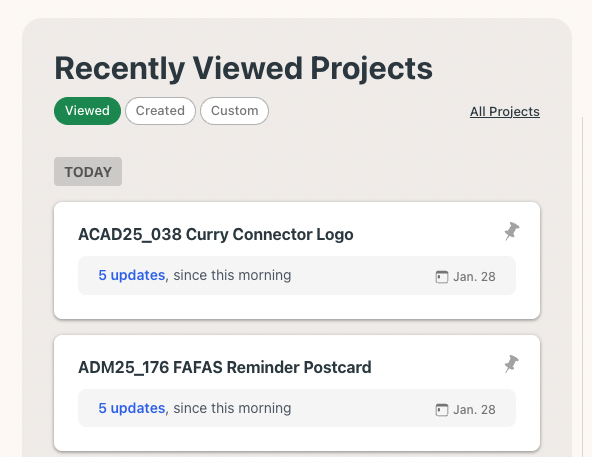 Recently Viewed Projects
Viewed Created Custom All Projects
TODAY
ACAD25_038 Curry Connector Logo
5 updates, since this morning Jan. 28
ADM25_176 FAFAS Reminder Postcard
5 updates, since this morning Jan. 28